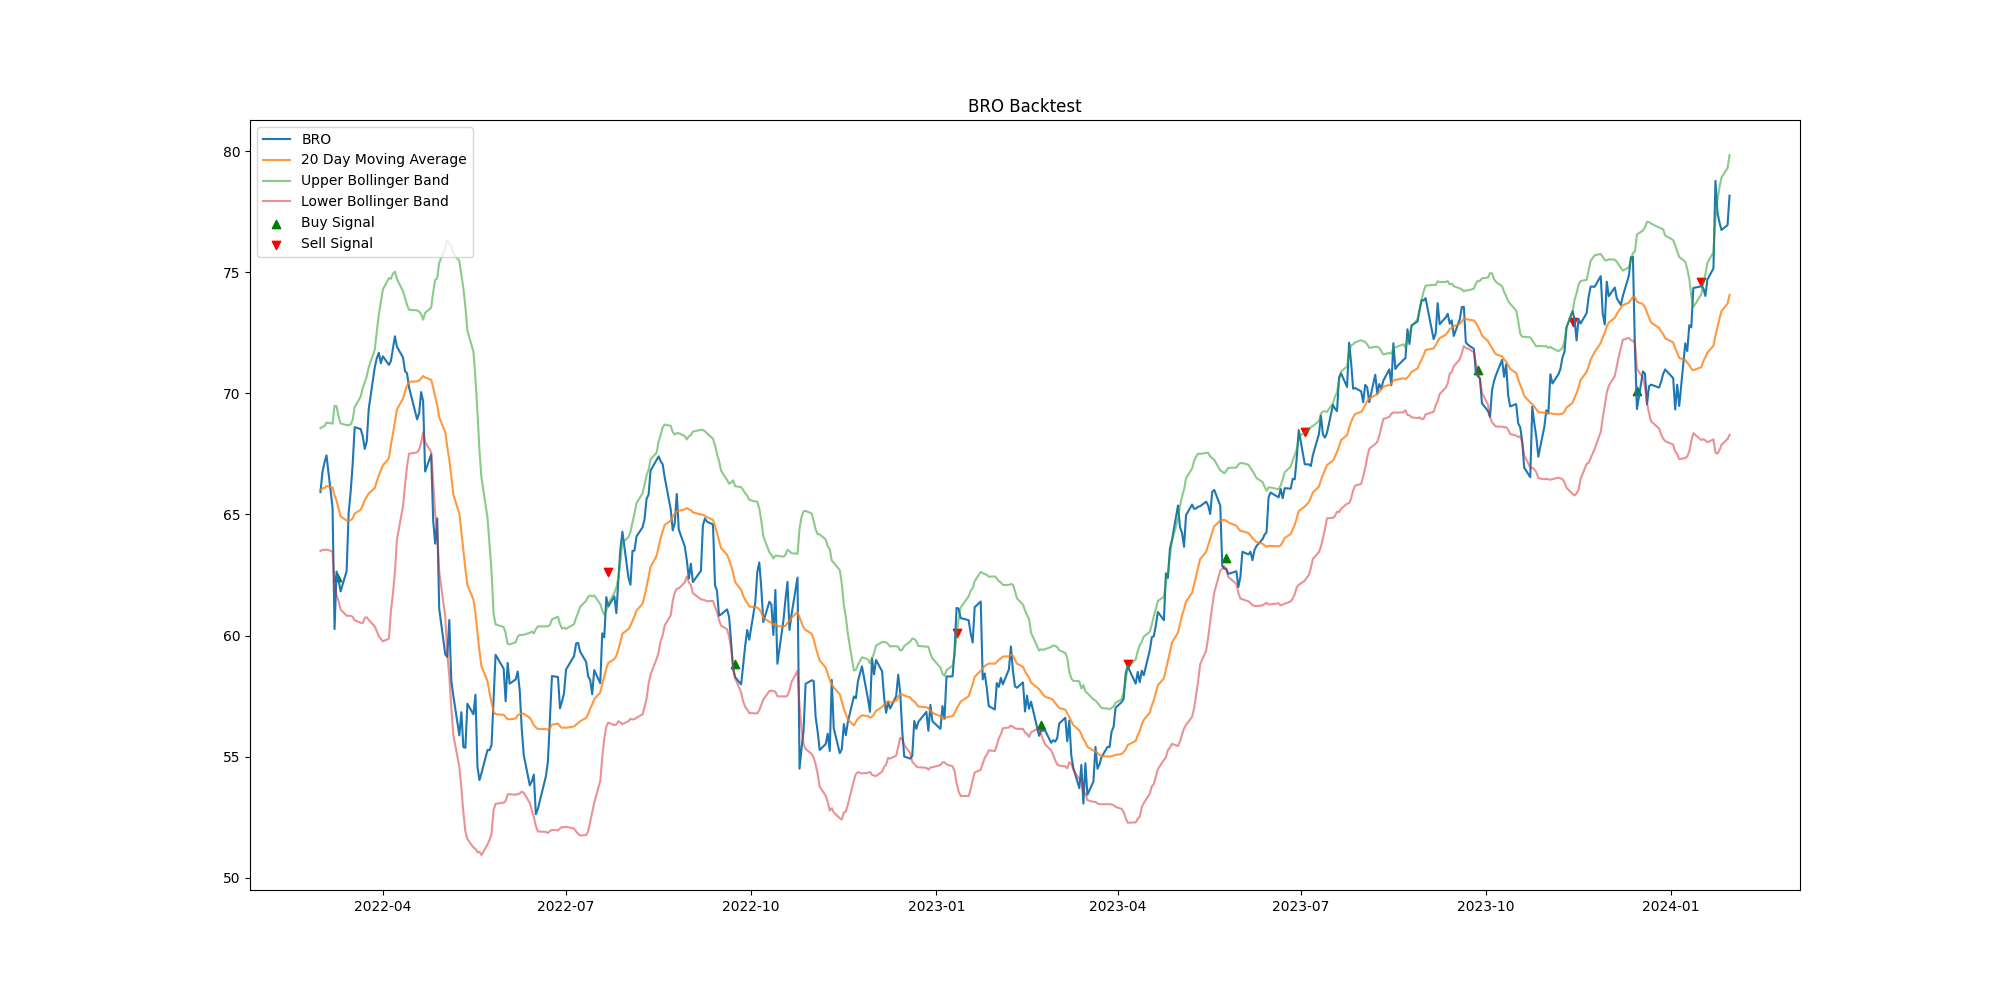 BRO Backtest
BRO
20 Day Moving Average
Upper Bollinger Band
Lower Bollinger Band
Buy Signal
Sell Signal
80
75
70
65
60
55
50
2022-04
2022-07
2022-10
2023-01
2023-04
2023-07
2023-10
2024-01